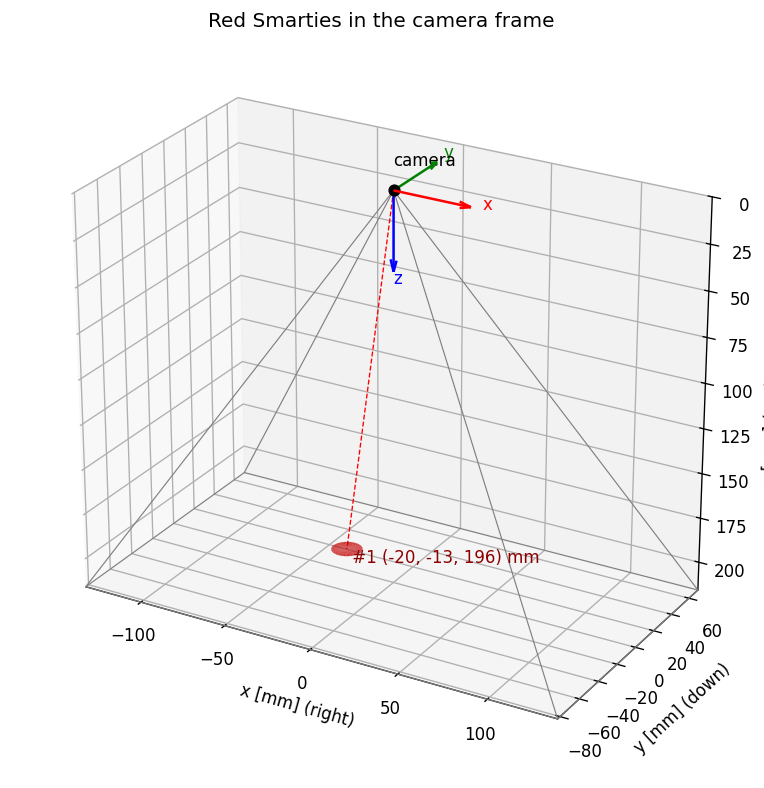 Red Smarties in the camera frame
camera
y
x
z
#1 (-20, -13, 196) mm
0
25
50
75
100
125
150
175
200
−100
−50
0
50
100
x [mm] (right)
60
40
20
0
−20
−40
−60
−80
y [mm] (down)